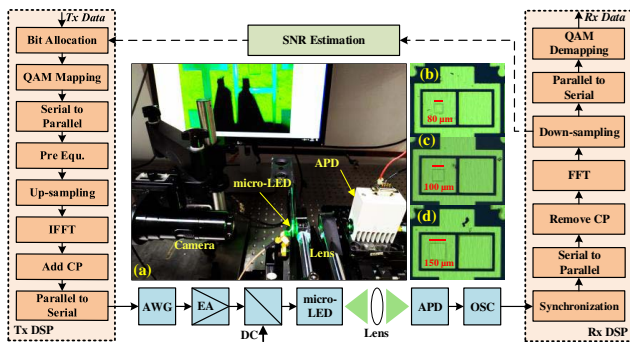 Tx Data
Bit Allocation
QAM Mapping
Serial to
Parallel
Pre Equ.
Up-sampling
IFFT
Add CP
Parallel to
Serial
Tx DSP
SNR Estimation
(a)
Camera
micro-LED
Lens
APD
(b)
80 μm
(c)
100 μm
(d)
150 μm
AWG
EA
DC
micro-
LED
Lens
APD
OSC
Rx Data
QAM
Demapping
Parallel to
Serial
Down-sampling
FFT
Remove CP
Serial to
Parallel
Synchronization
Rx DSP